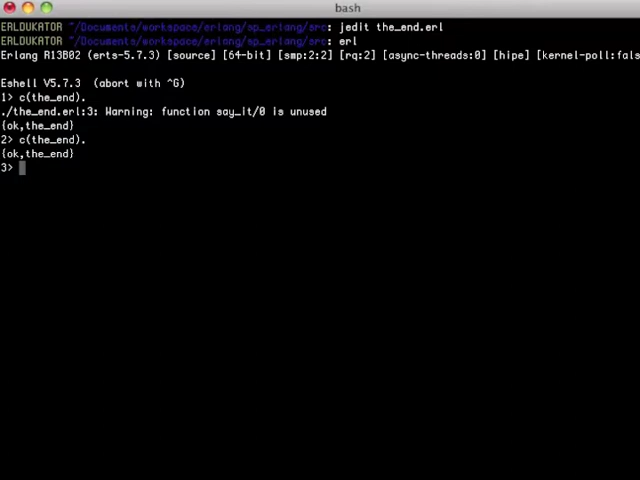 bash
ERLDUKATOR ~/Documents/workspace/erlang/sp_erlang/src: jedit the_end.erl
ERLDUKATOR ~/Documents/workspace/erlang/sp_erlang/src: erl
Erlang R13B02 (erts-5.7.3) [source] [64-bit] [smp:2:2] [rq:2] [async-threads:0] [hipe] [kernel-poll:fals
Eshell V5.7.3  (abort with ^G)
1> c(the_end).
./the_end.erl:3: Warning: function say_it/0 is unused
{ok,the_end}
2> c(the_end).
{ok,the_end}
3>